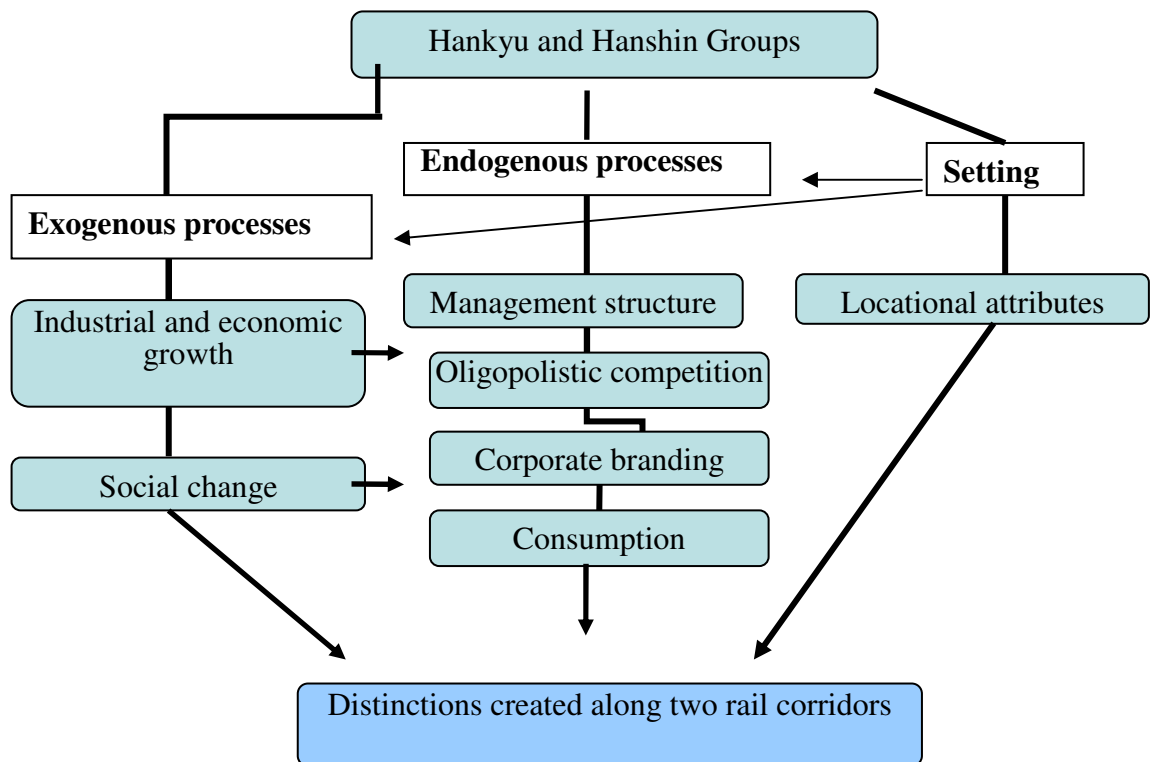 Hankyu and Hanshin Groups
Endogenous processes
Setting
Exogenous processes
Management structure
Locational attributes
Industrial and economic
growth
Oligopolistic competition
Corporate branding
Social change
Consumption
Distinctions created along two rail corridors